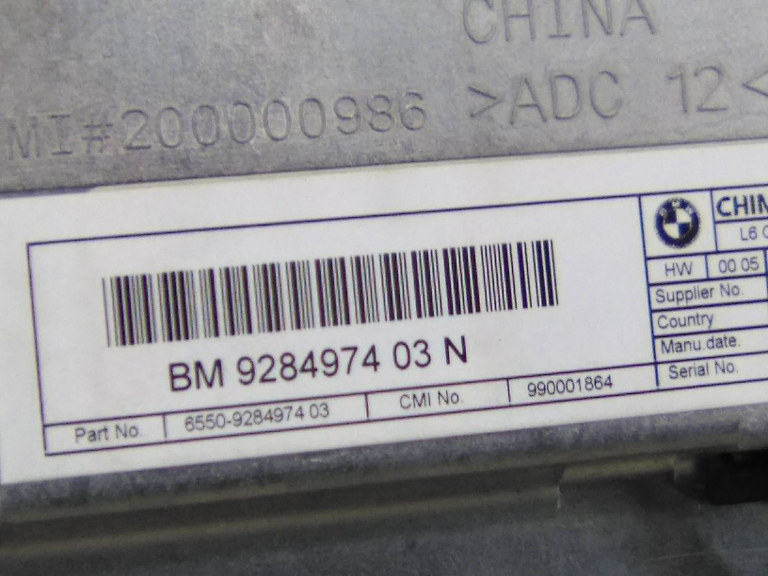 CHINA
MI#200000986 >ADC 12<
CHIN
L6
HW 00 05
Supplier No.
Country
Manu.date.
Serial No.
BM 9284974 03 N
Part No. 6550-9284974 03 CMI No. 990001864